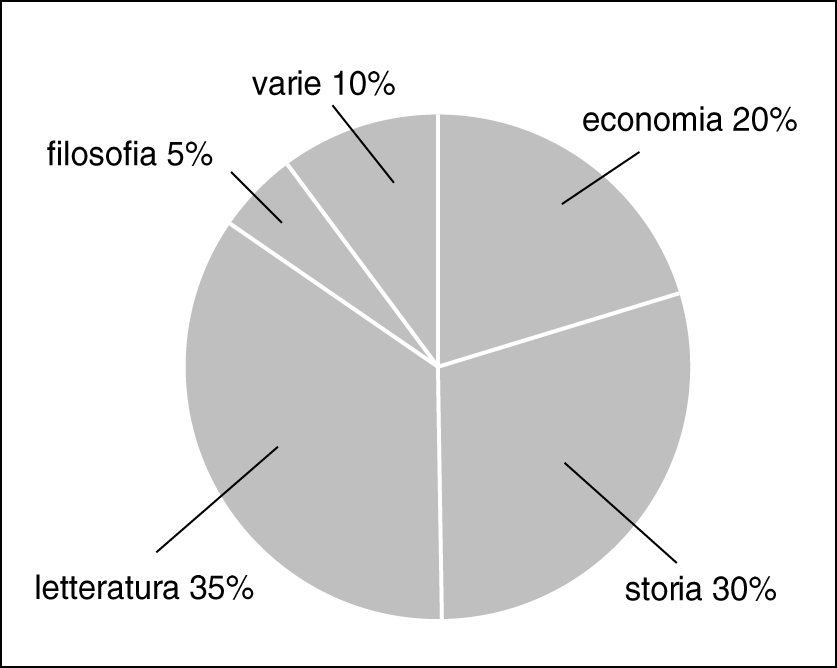 varie 10%
economia 20%
filosofia 5%
letteratura 35%
storia 30%